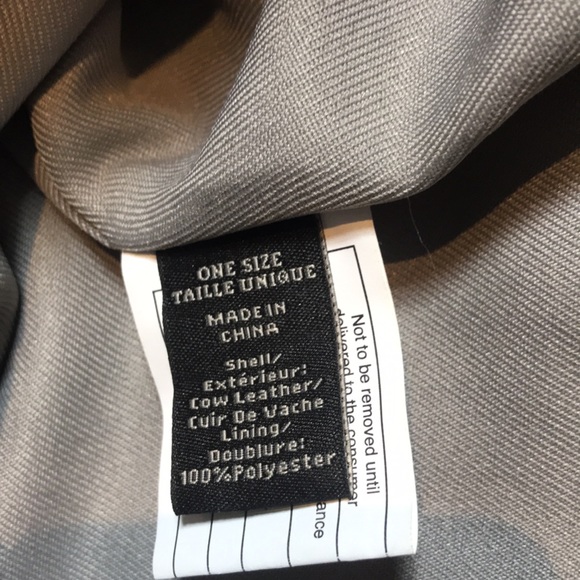 ONE SIZE
TAILLE UNIQUE
MADE IN
CHINA
Shell/
Extérieur:
Cow Leather/
Cuir De Vache
Lining/
Doublure:
100%Polyester
Not to be removed until
delivered to the consumer